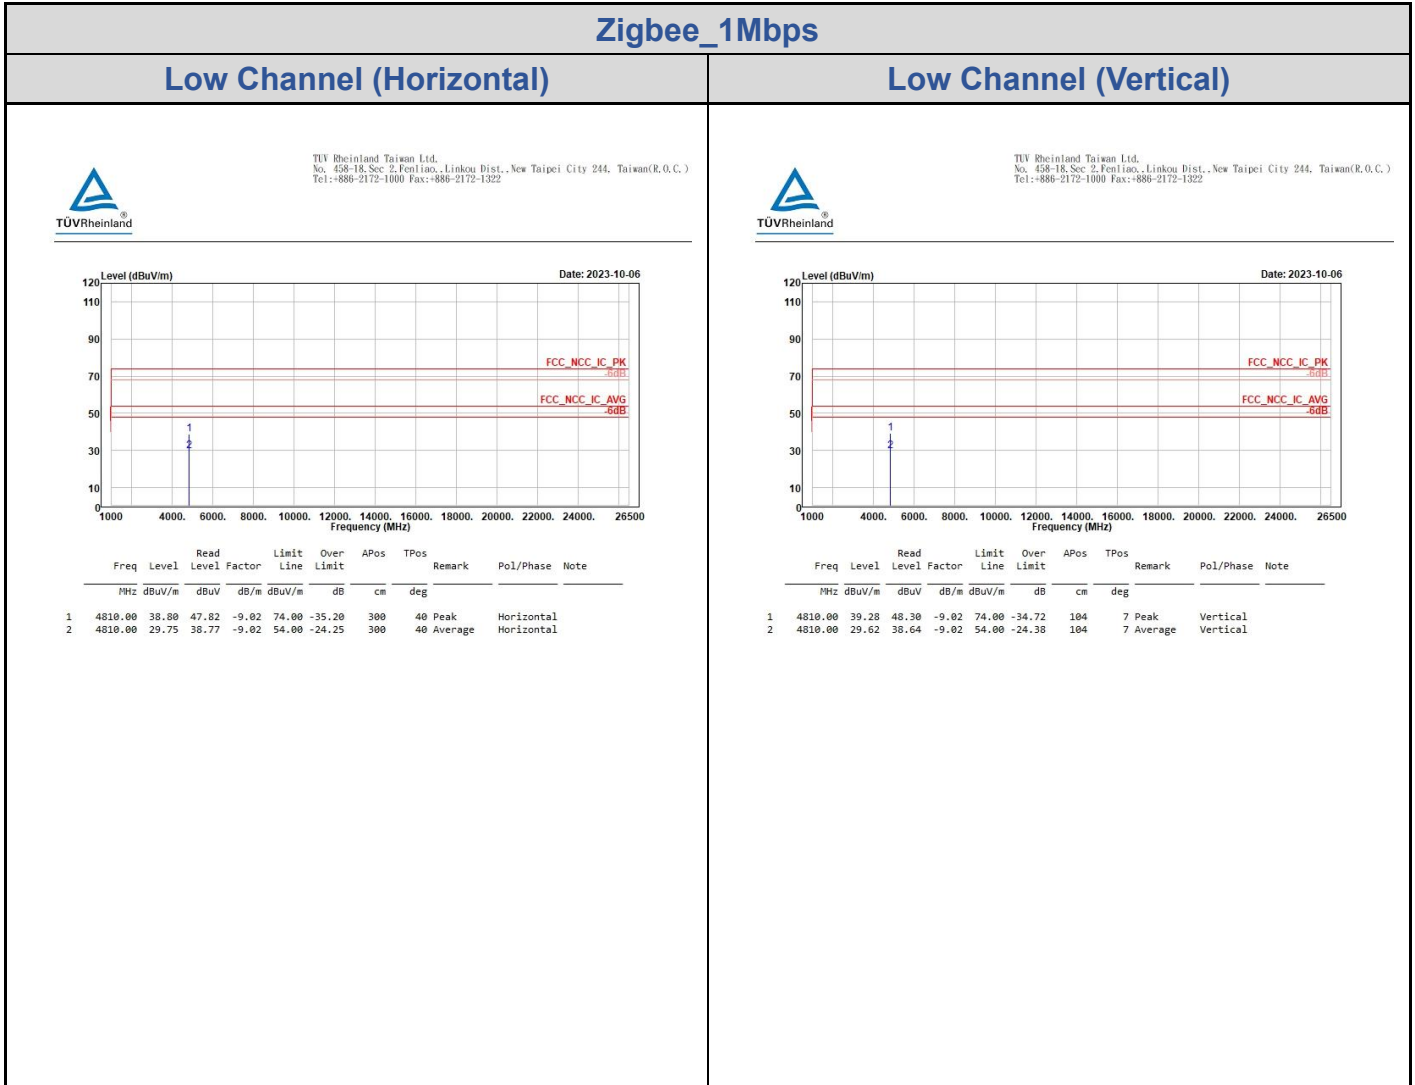 Zigbee_1Mbps
Low Channel (Horizontal)
TUV Rheinland Taiwan Ltd.
No. 458-18.Sec 2.Fenliao..Linkou Dist..New Taipei City 244. Taiwan(R.O.C.)
Tel:+886-2172-1000 Fax:+886-2172-1322
TÜVRheinland®
Level (dBuV/m)
Date: 2023-10-06
120
110
90
FCC_NCC_IC_PK
-6dB
70
FCC_NCC_IC_AVG
-6dB
50
1
2
30
10
0
1000 4000. 6000. 8000. 10000. 12000. 14000. 16000. 18000. 20000. 22000. 24000. 26500
Frequency (MHz)
Read Limit Over APos TPos
Freq Level Level Factor Line Limit Remark Pol/Phase Note
MHz dBuV/m dBuV dB/m dBuV/m dB cm deg
1 4810.00 38.80 47.82 -9.02 74.00 -35.20 300 40 Peak Horizontal
2 4810.00 29.75 38.77 -9.02 54.00 -24.25 300 40 Average Horizontal
Low Channel (Vertical)
TUV Rheinland Taiwan Ltd.
No. 458-18.Sec 2.Fenliao..Linkou Dist..New Taipei City 244. Taiwan(R.O.C.)
Tel:+886-2172-1000 Fax:+886-2172-1322
TÜVRheinland®
Level (dBuV/m)
Date: 2023-10-06
120
110
90
FCC_NCC_IC_PK
-6dB
70
FCC_NCC_IC_AVG
-6dB
50
1
2
30
10
0
1000 4000. 6000. 8000. 10000. 12000. 14000. 16000. 18000. 20000. 22000. 24000. 26500
Frequency (MHz)
Read Limit Over APos TPos
Freq Level Level Factor Line Limit Remark Pol/Phase Note
MHz dBuV/m dBuV dB/m dBuV/m dB cm deg
1 4810.00 39.28 48.30 -9.02 74.00 -34.72 104 7 Peak Vertical
2 4810.00 29.62 38.64 -9.02 54.00 -24.38 104 7 Average Vertical